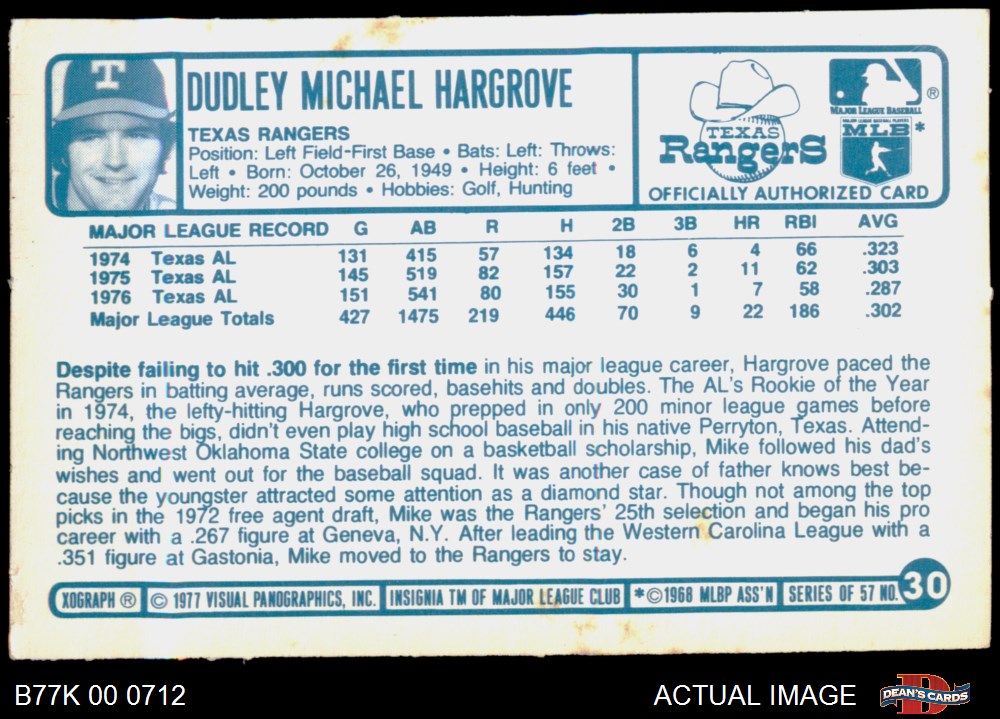 T
DUDLEY MICHAEL HARGROVE
TEXAS RANGERS
Position: Left Field-First Base • Bats: Left: Throws:
Left • Born: October 26, 1949 • Height: 6 feet •
Weight: 200 pounds • Hobbies: Golf, Hunting
TEXAS
RangerS
OFFICIALLY AUTHORIZED CARD
®
MAJOR LEAGUE BASEBALL
MAJOR LEAGUE BASEBALL PLAYERS
MLB*
MAJOR LEAGUE RECORD G AB R H 2B 3B HR RBI AVG
1974 Texas AL 131 415 57 134 18 6 4 66 .323
1975 Texas AL 145 519 82 157 22 2 11 62 .303
1976 Texas AL 151 541 80 155 30 1 7 58 .287
Major League Totals 427 1475 219 446 70 9 22 186 .302
Despite failing to hit .300 for the first time in his major league career, Hargrove paced the
Rangers in batting average, runs scored, basehits and doubles. The AL's Rookie of the Year
in 1974, the lefty-hitting Hargrove, who prepped in only 200 minor league games before
reaching the bigs, didn't even play high school baseball in his native Perryton, Texas. Attend-
ing Northwest Oklahoma State college on a basketball scholarship, Mike followed his dad's
wishes and went out for the baseball squad. It was another case of father knows best be-
cause the youngster attracted some attention as a diamond star. Though not among the top
picks in the 1972 free agent draft, Mike was the Rangers' 25th selection and began his pro
career with a .267 figure at Geneva, N.Y. After leading the Western Carolina League with a
.351 figure at Gastonia, Mike moved to the Rangers to stay.
XOGRAPH ® © 1977 VISUAL PANOGRAPHICS, INC. INSIGNIA TM OF MAJOR LEAGUE CLUB *©1968 MLBP ASS'N SERIES OF 57 NO. 30
B77K 00 0712
ACTUAL IMAGE
DEAN'S CARDS